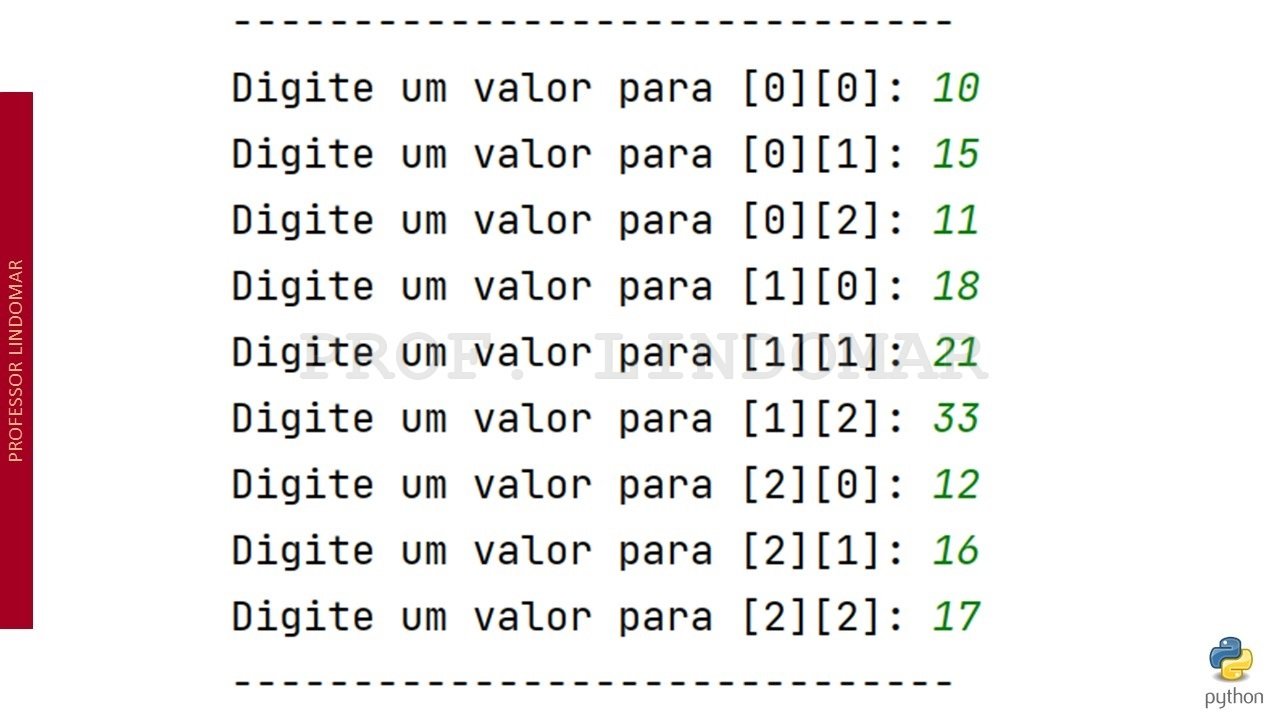 ------------------------------
Digite um valor para [0][0]: 10
Digite um valor para [0][1]: 15
Digite um valor para [0][2]: 11
Digite um valor para [1][0]: 18
Digite um valor para [1][1]: 21
Digite um valor para [1][2]: 33
Digite um valor para [2][0]: 12
Digite um valor para [2][1]: 16
Digite um valor para [2][2]: 17
------------------------------
PROF. LINDOMAR
PROFESSOR LINDOMAR
python